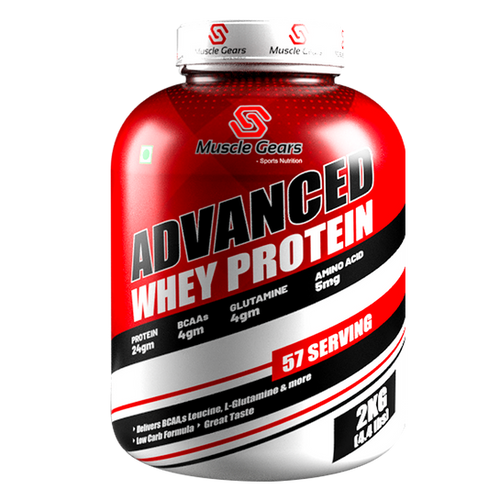 Muscle Gears
Muscle Gears
Muscle Gears
- Sports Nutrition
ADVANCED
WHEY PROTEIN
PROTEIN
24gm
BCAAs
4gm
GLUTAMINE
4gm
AMINO ACID
5mg
57 SERVING
• Delivers BCAA,s Leucine, L-Glutamine & more
• Low Carb Formula • Great Taste
2KG
(4.4 lbs)